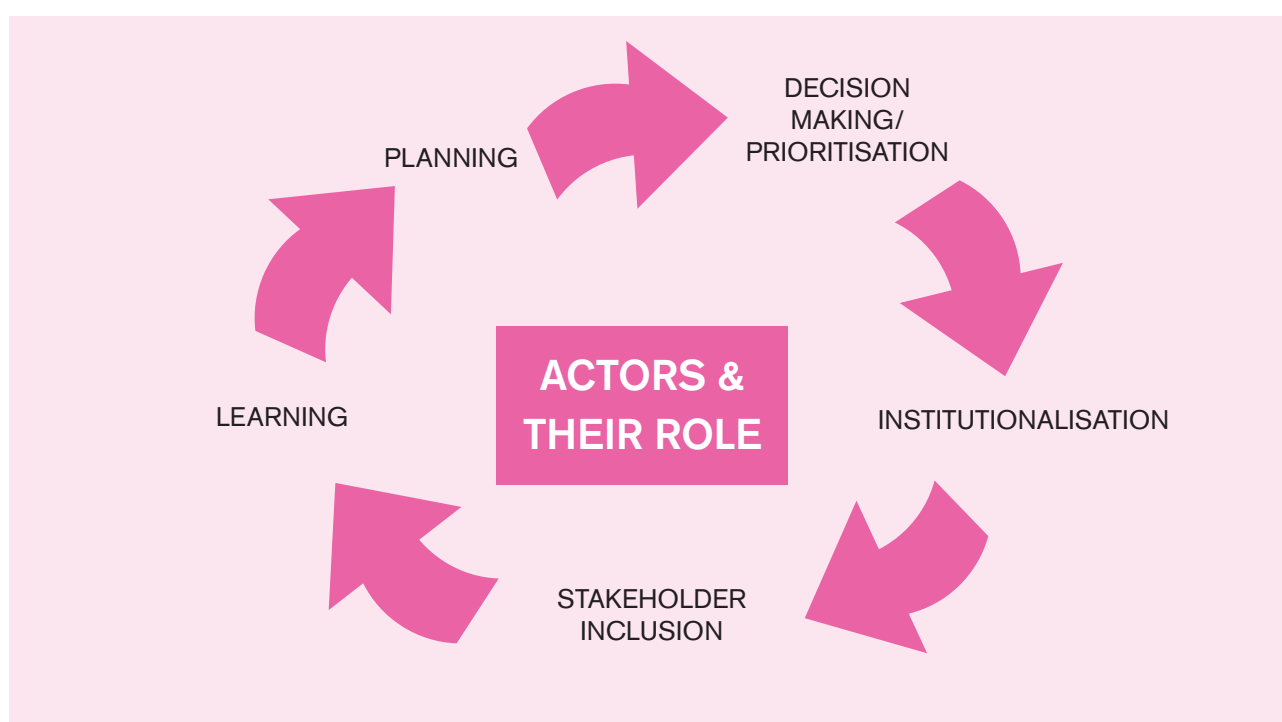 DECISION
MAKING/
PRIORITISATION
PLANNING
ACTORS &
THEIR ROLE
LEARNING
INSTITUTIONALISATION
STAKEHOLDER
INCLUSION